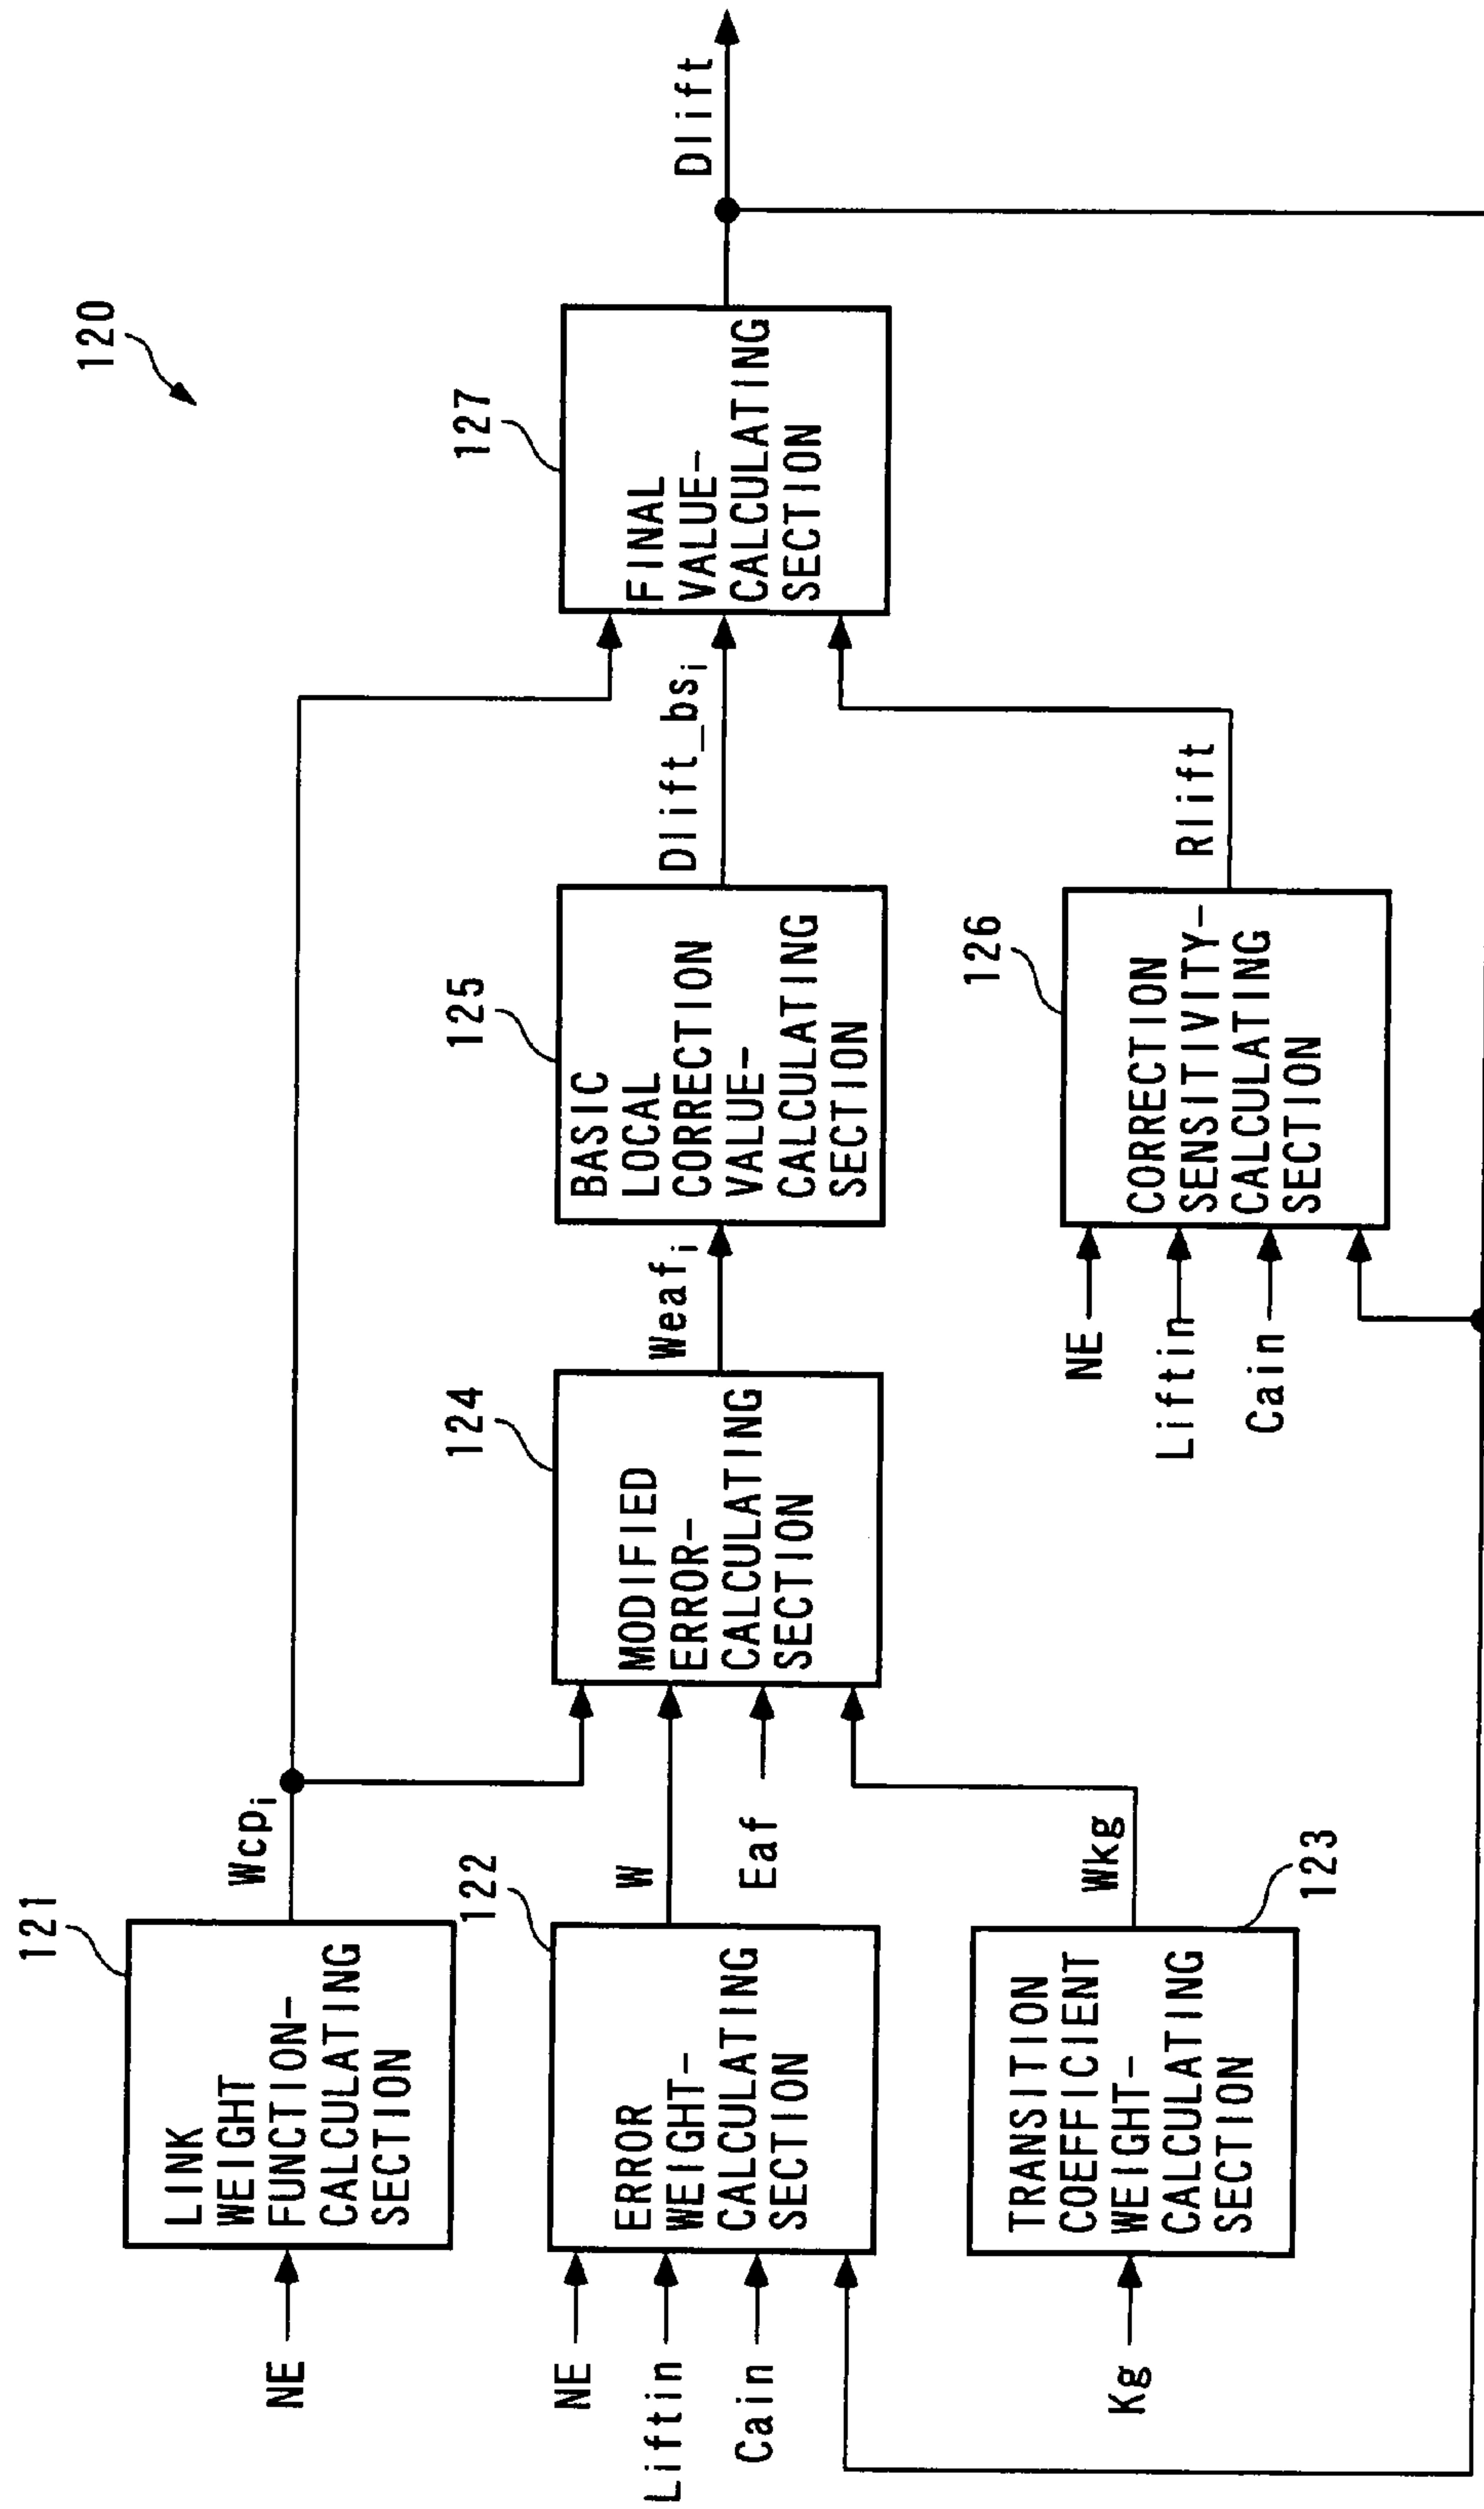 120
121
LINK
WEIGHT
FUNCTION-
CALCULATING
SECTION
NE
Wcpi
122
ERROR
WEIGHT-
CALCULATING
SECTION
NE
Liftin
Cain
W
Eaf
TRANSITION
COEFFICIENT
WEIGHT-
CALCULATING
SECTION
123
Kg
Wkg
124
MODIFIED
ERROR-
CALCULATING
SECTION
Weafi
125
BASIC
LOCAL
CORRECTION
VALUE-
CALCULATING
SECTION
Dlift_bsi
126
CORRECTION
SENSITIVITY-
CALCULATING
SECTION
NE
Liftin
Cain
Rlift
127
FINAL
VALUE-
CALCULATING
SECTION
Dlift